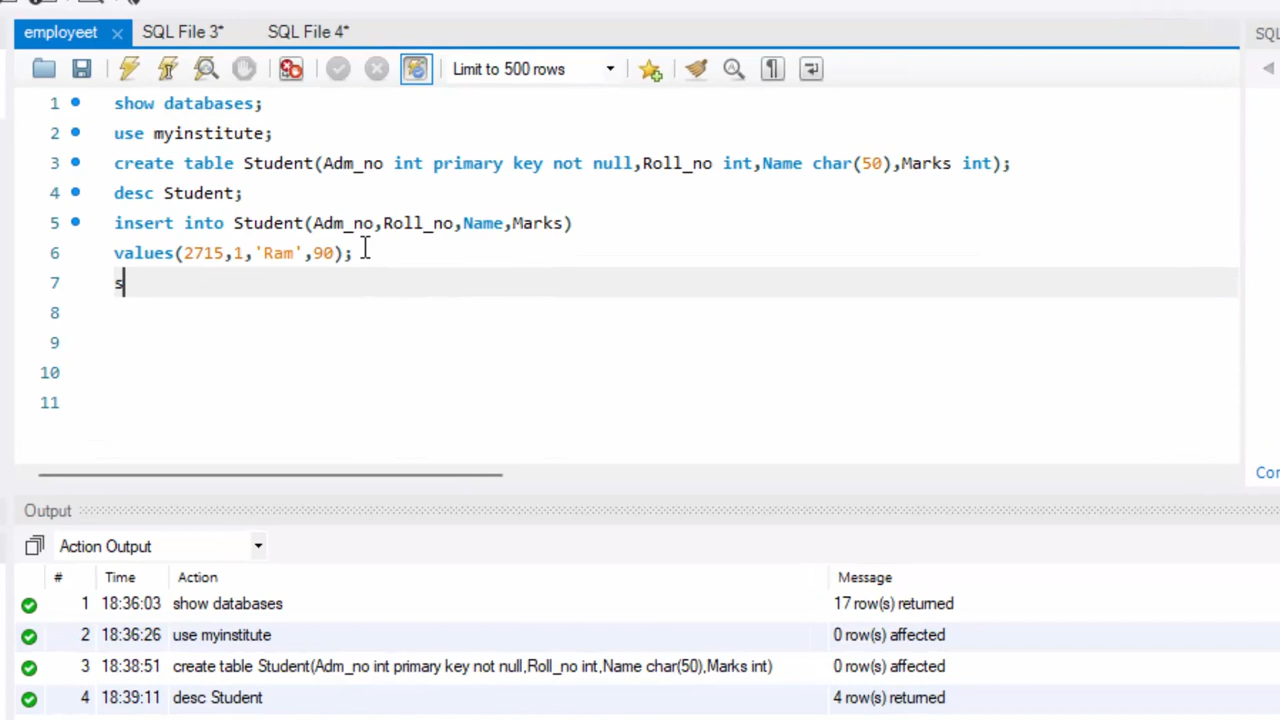 employeet
SQL File 3*
SQL File 4*
SQL
Limit to 500 rows
1 show databases;
2 use myinstitute;
3 create table Student(Adm_no int primary key not null,Roll_no int,Name char(50),Marks int);
4 desc Student;
5 insert into Student(Adm_no,Roll_no,Name,Marks)
6 values(2715,1,'Ram',90);
7 s
8
9
10
11
Output
Action Output
# Time Action Message
1 18:36:03 show databases 17 row(s) returned
2 18:36:26 use myinstitute 0 row(s) affected
3 18:38:51 create table Student(Adm_no int primary key not null,Roll_no int,Name char(50),Marks int) 0 row(s) affected
4 18:39:11 desc Student 4 row(s) returned